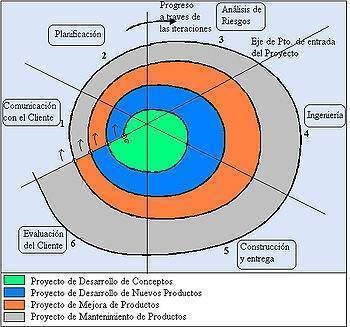 Progreso
a traves de
las iteraciones
Análisis de
Riesgos
3
Planificación
2
Eje de Pto. de entrada
del Proyecto
Comunicación
con el Cliente
1
Ingeniería
4
Evaluación
del Cliente
6
5
Construcción
y entrega
Proyecto de Desarrollo de Conceptos
Proyecto de Desarrollo de Nuevos Productos
Proyecto de Mejora de Productos
Proyecto de Mantenimiento de Productos